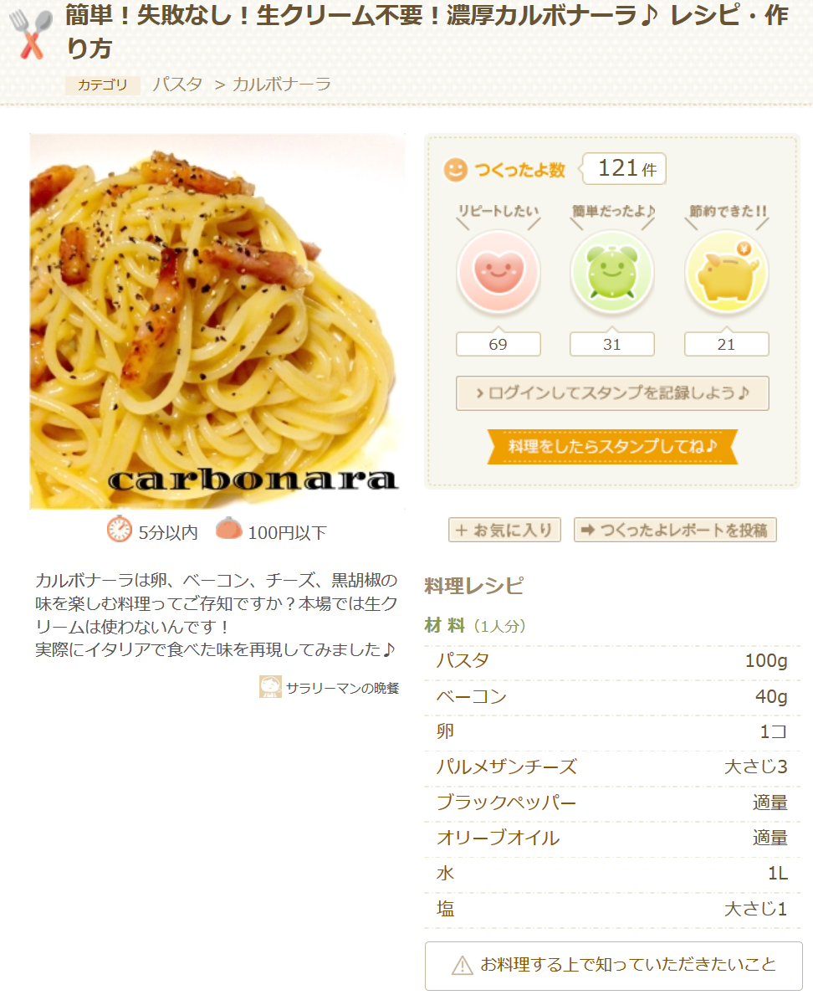 簡単！失敗なし！生クリーム不要！濃厚カルボナーラ♪ レシピ・作
り方
カテゴリ パスタ > カルボナーラ
carbonara
5分以内 100円以下
カルボナーラは卵、ベーコン、チーズ、黒胡椒の
味を楽しむ料理ってご存知ですか？本場では生ク
リームは使わないんです！
実際にイタリアで食べた味を再現してみました♪
サラリーマンの晩餐
つくったよ数 121件
リピートしたい 簡単だったよ♪ 節約できた!!
¥
69 31 21
› ログインしてスタンプを記録しよう♪
料理をしたらスタンプしてね♪
＋ お気に入り ➡ つくったよレポートを投稿
料理レシピ
材 料（1人分）
パスタ 100g
ベーコン 40g
卵 1コ
パルメザンチーズ 大さじ3
ブラックペッパー 適量
オリーブオイル 適量
水 1L
塩 大さじ1
お料理する上で知っていただきたいこと